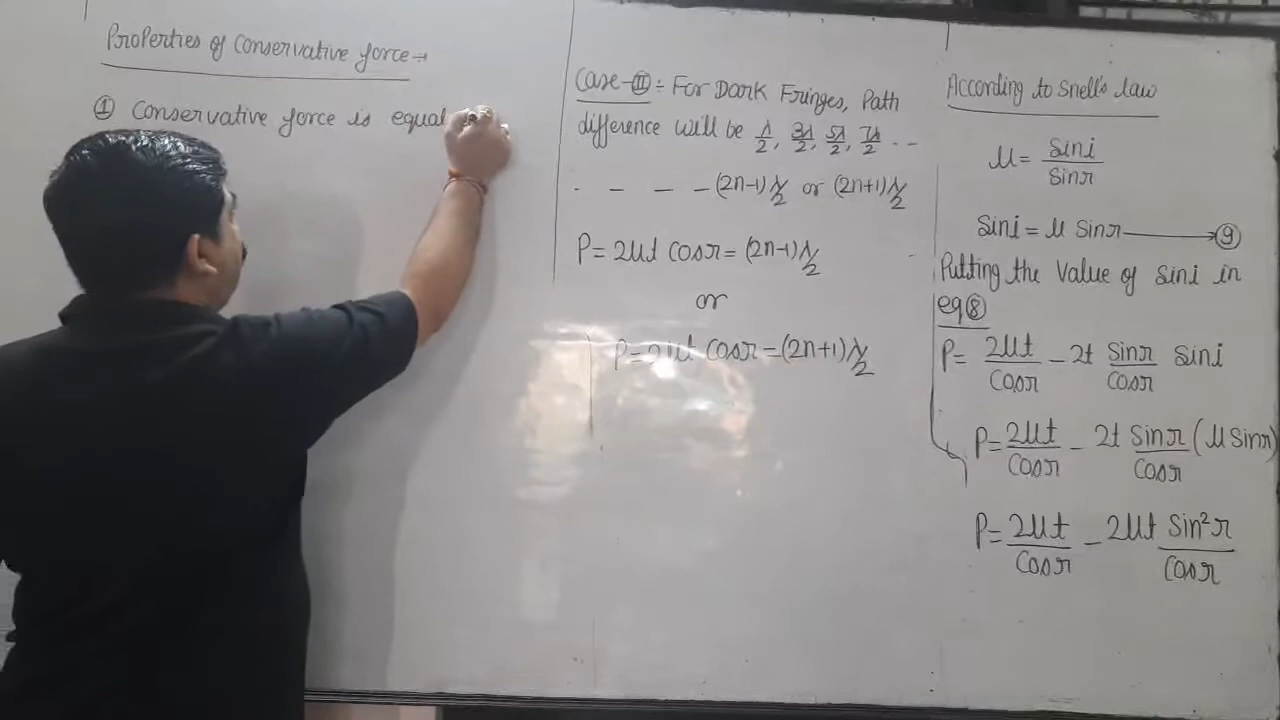 Properties of Conservative force→
① Conservative force is equal
Case-III :- For Dark Fringes, Path
difference will be λ/2, 3λ/2, 5λ/2, 7λ/2 - -
- - - - (2n-1)λ/2 or (2n+1)λ/2
P= 2μt cosr = (2n-1)λ/2
or
P=2μt cosr =(2n+1)λ/2
According to Snell's law
μ= sini/sinr
sini = μ sinr ⟶ ⑨
Putting the value of sini in
eq⑧
P= 2μt/cosr - 2t sinr/cosr sini
P= 2μt/cosr - 2t sinr/cosr (μ sinr)
P= 2μt/cosr - 2μt sin²r/cosr